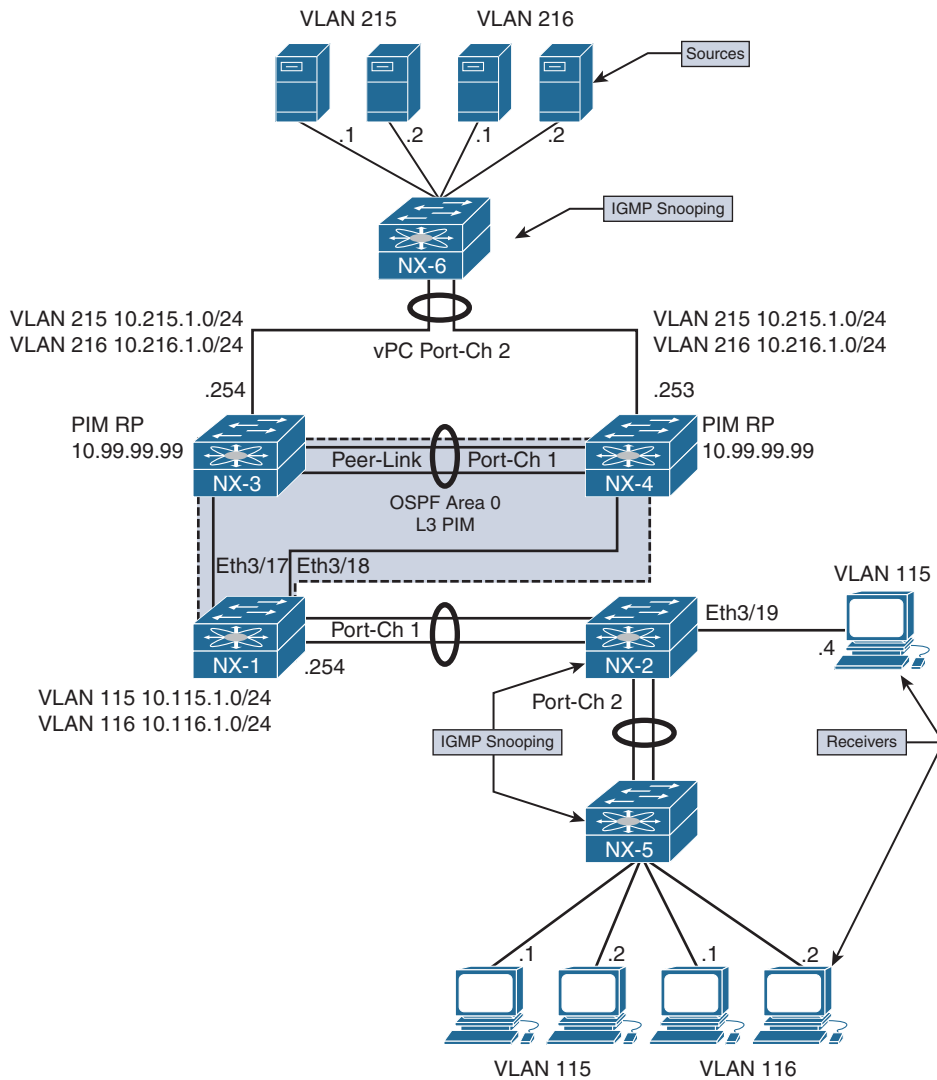 VLAN 215
VLAN 216
Sources
.1
.2
.1
.2
IGMP Snooping
NX-6
VLAN 215 10.215.1.0/24
VLAN 216 10.216.1.0/24
VLAN 215 10.215.1.0/24
VLAN 216 10.216.1.0/24
vPC Port-Ch 2
.254
.253
PIM RP
10.99.99.99
PIM RP
10.99.99.99
Peer-Link
Port-Ch 1
NX-3
NX-4
OSPF Area 0
L3 PIM
Eth3/17
Eth3/18
VLAN 115
Eth3/19
Port-Ch 1
.4
NX-1
.254
NX-2
VLAN 115 10.115.1.0/24
VLAN 116 10.116.1.0/24
Port-Ch 2
IGMP Snooping
Receivers
NX-5
.1
.2
.1
.2
VLAN 115
VLAN 116